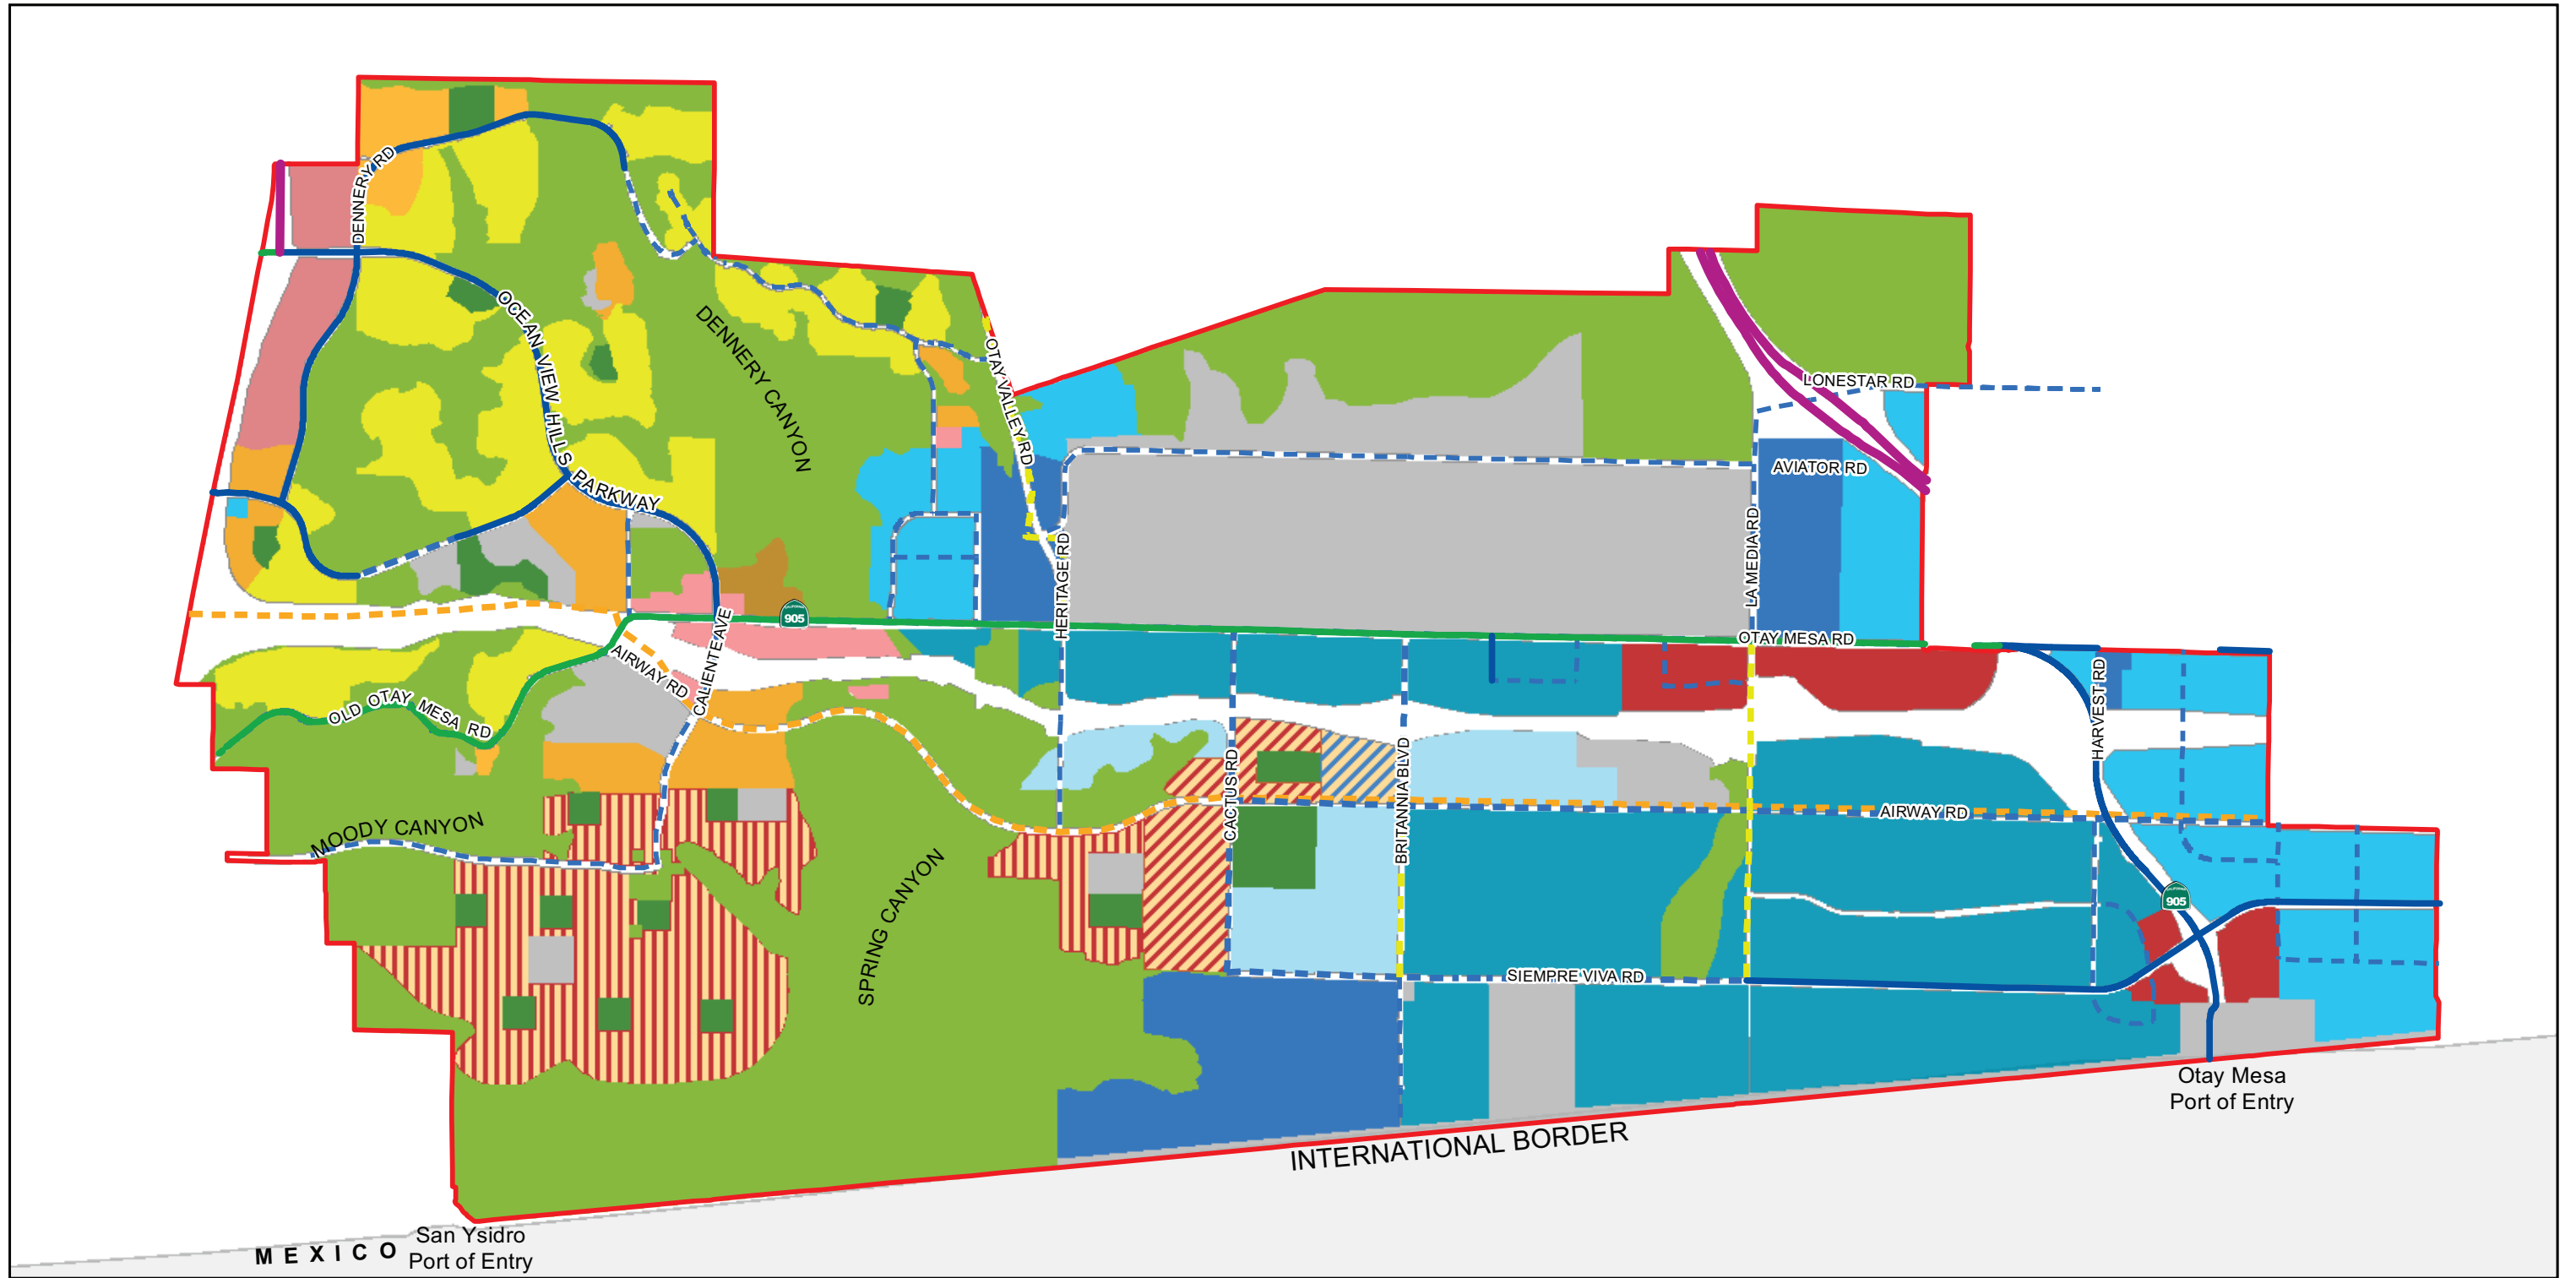 DENNERY RD
OCEAN VIEW HILLS PARKWAY
DENNERY CANYON
OTAY VALLEY RD
LONESTAR RD
AVIATOR RD
HERITAGE RD
LA MEDIA RD
CALIFORNIA
905
OTAY MESA RD
AIRWAY RD
CALIENTE AVE
OLD OTAY MESA RD
HARVEST RD
MOODY CANYON
SPRING CANYON
CACTUS RD
BRITANNIA BLVD
AIRWAY RD
CALIFORNIA
905
SIEMPRE VIVA RD
Otay Mesa
Port of Entry
INTERNATIONAL BORDER
San Ysidro
Port of Entry
MEXICO